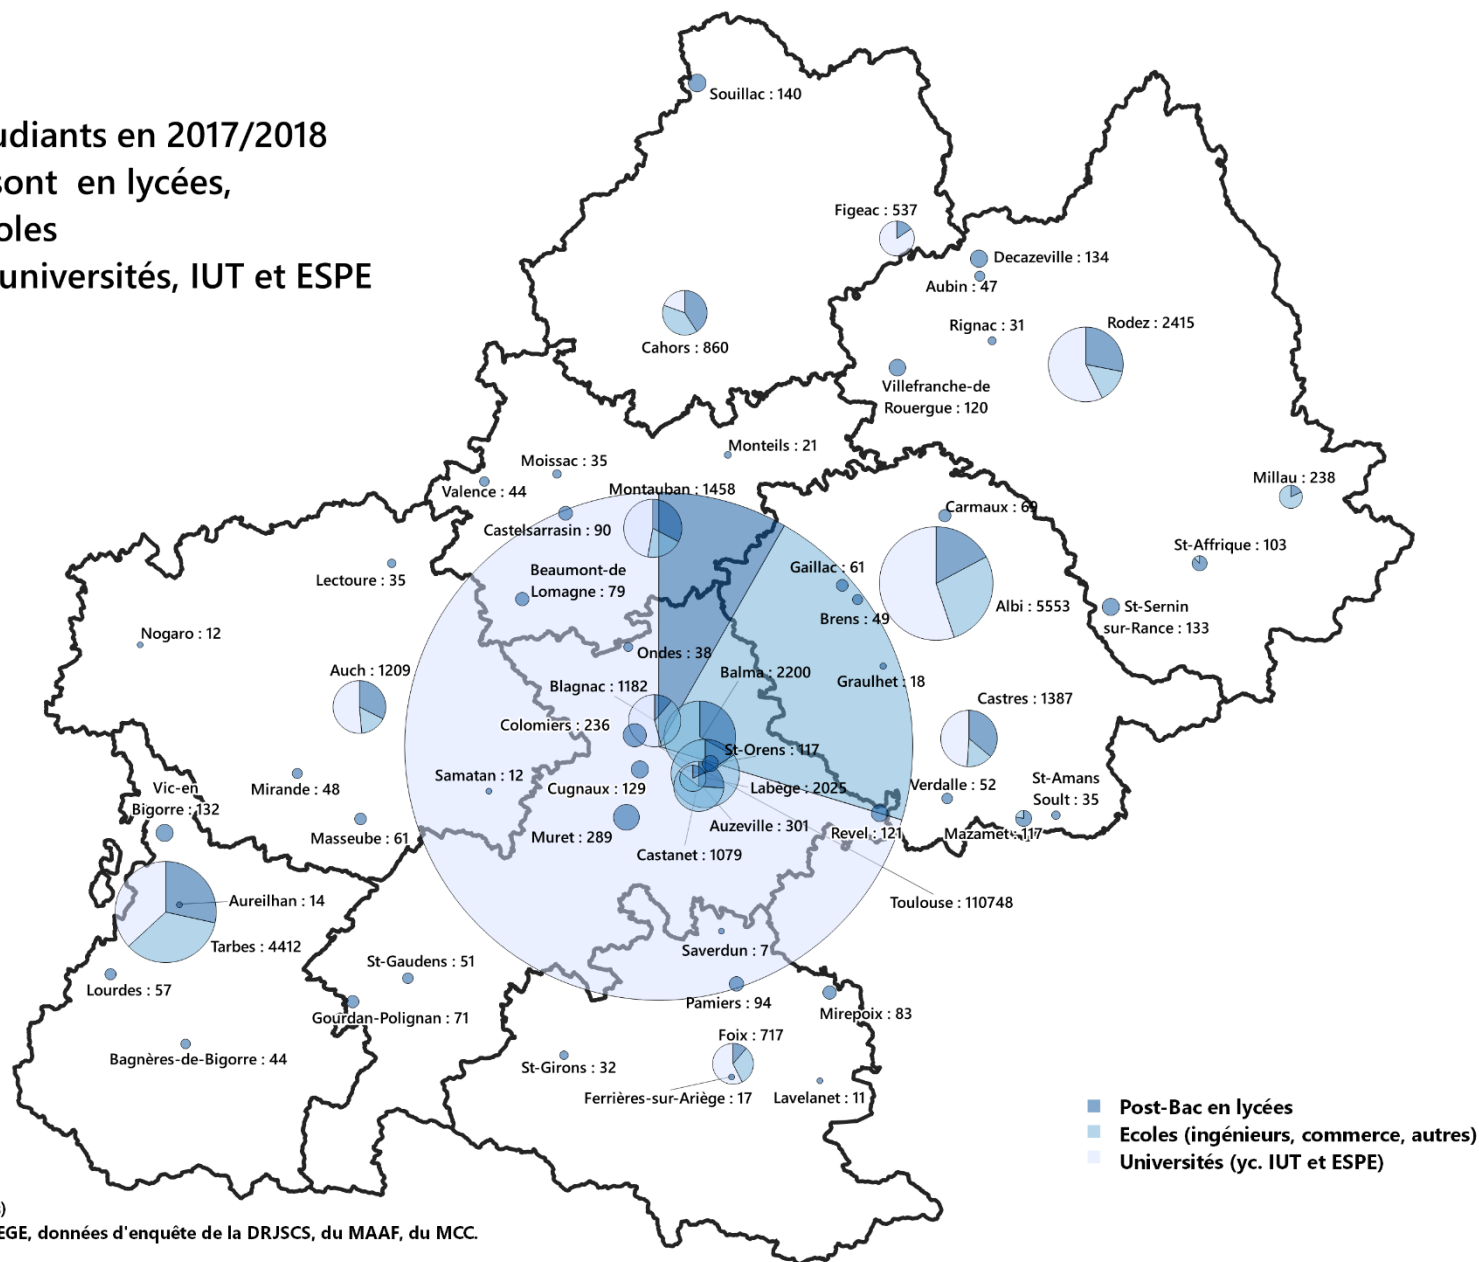 udiants en 2017/2018
sont en lycées,
oles
universités, IUT et ESPE
Souillac : 140
Figeac : 537
Decazeville : 134
Aubin : 47
Rignac : 31
Rodez : 2415
Cahors : 860
Villefranche-de
Rouergue : 120
Monteils : 21
Moissac : 35
Valence : 44
Montauban : 1458
Millau : 238
Carmaux : 69
Castelsarrasin : 90
St-Affrique : 103
Lectoure : 35
Beaumont-de
Lomagne : 79
Gaillac : 61
Albi : 5553
St-Sernin
sur-Rance : 133
Brens : 49
Nogaro : 12
Ondes : 38
Auch : 1209
Balma : 2200
Graulhet : 18
Blagnac : 1182
Castres : 1387
Colomiers : 236
St-Orens : 117
Samatan : 12
Mirande : 48
Vic-en
Bigorre : 132
Cugnaux : 129
Labège : 2025
Verdalle : 52
St-Amans
Soult : 35
Masseube : 61
Muret : 289
Auzeville : 301
Revel : 121
Mazamet : 117
Castanet : 1079
Aureilhan : 14
Toulouse : 110748
Tarbes : 4412
Saverdun : 7
St-Gaudens : 51
Lourdes : 57
Pamiers : 94
Mirepoix : 83
Gourdan-Polignan : 71
Foix : 717
Bagnères-de-Bigorre : 44
St-Girons : 32
Ferrières-sur-Ariège : 17
Lavelanet : 11
Post-Bac en lycées
Ecoles (ingénieurs, commerce, autres)
Universités (yc. IUT et ESPE)
)
EGE, données d'enquête de la DRJSCS, du MAAF, du MCC.